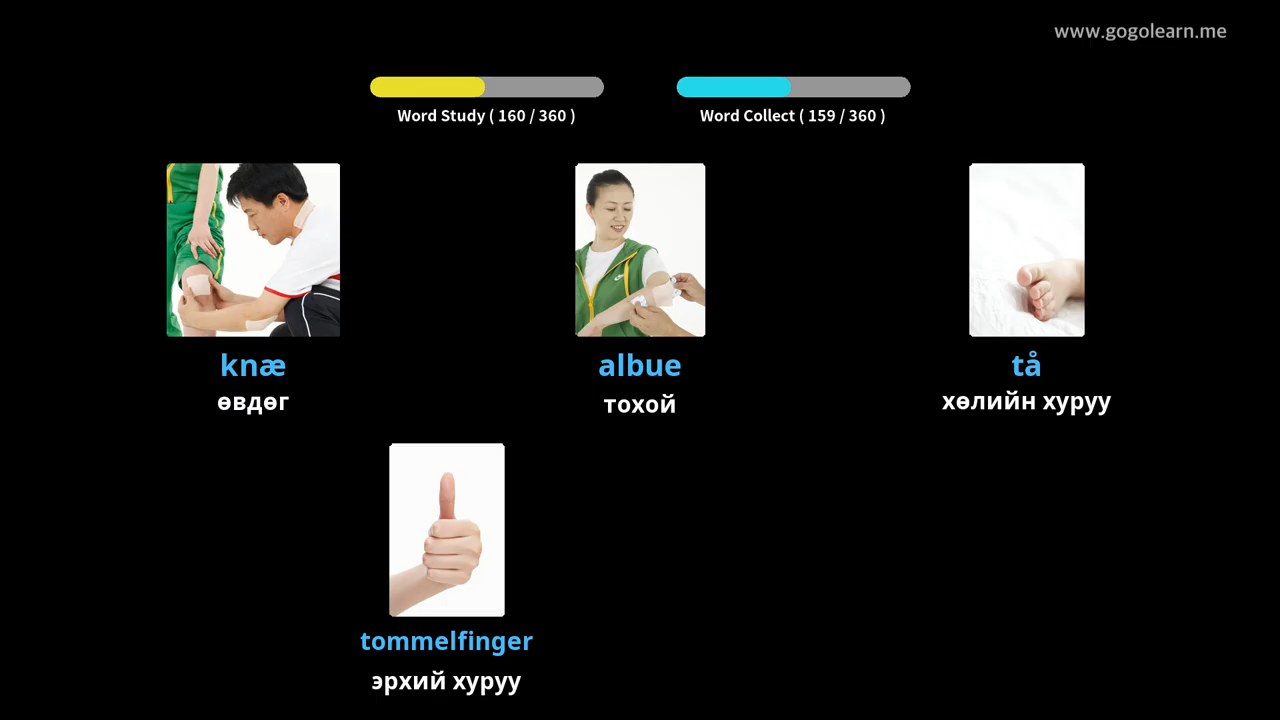 www.gogolearn.me
Word Study ( 160 / 360 )
Word Collect ( 159 / 360 )
knæ
өвдөг
albue
тохой
tå
хөлийн хуруу
tommelfinger
эрхий хуруу